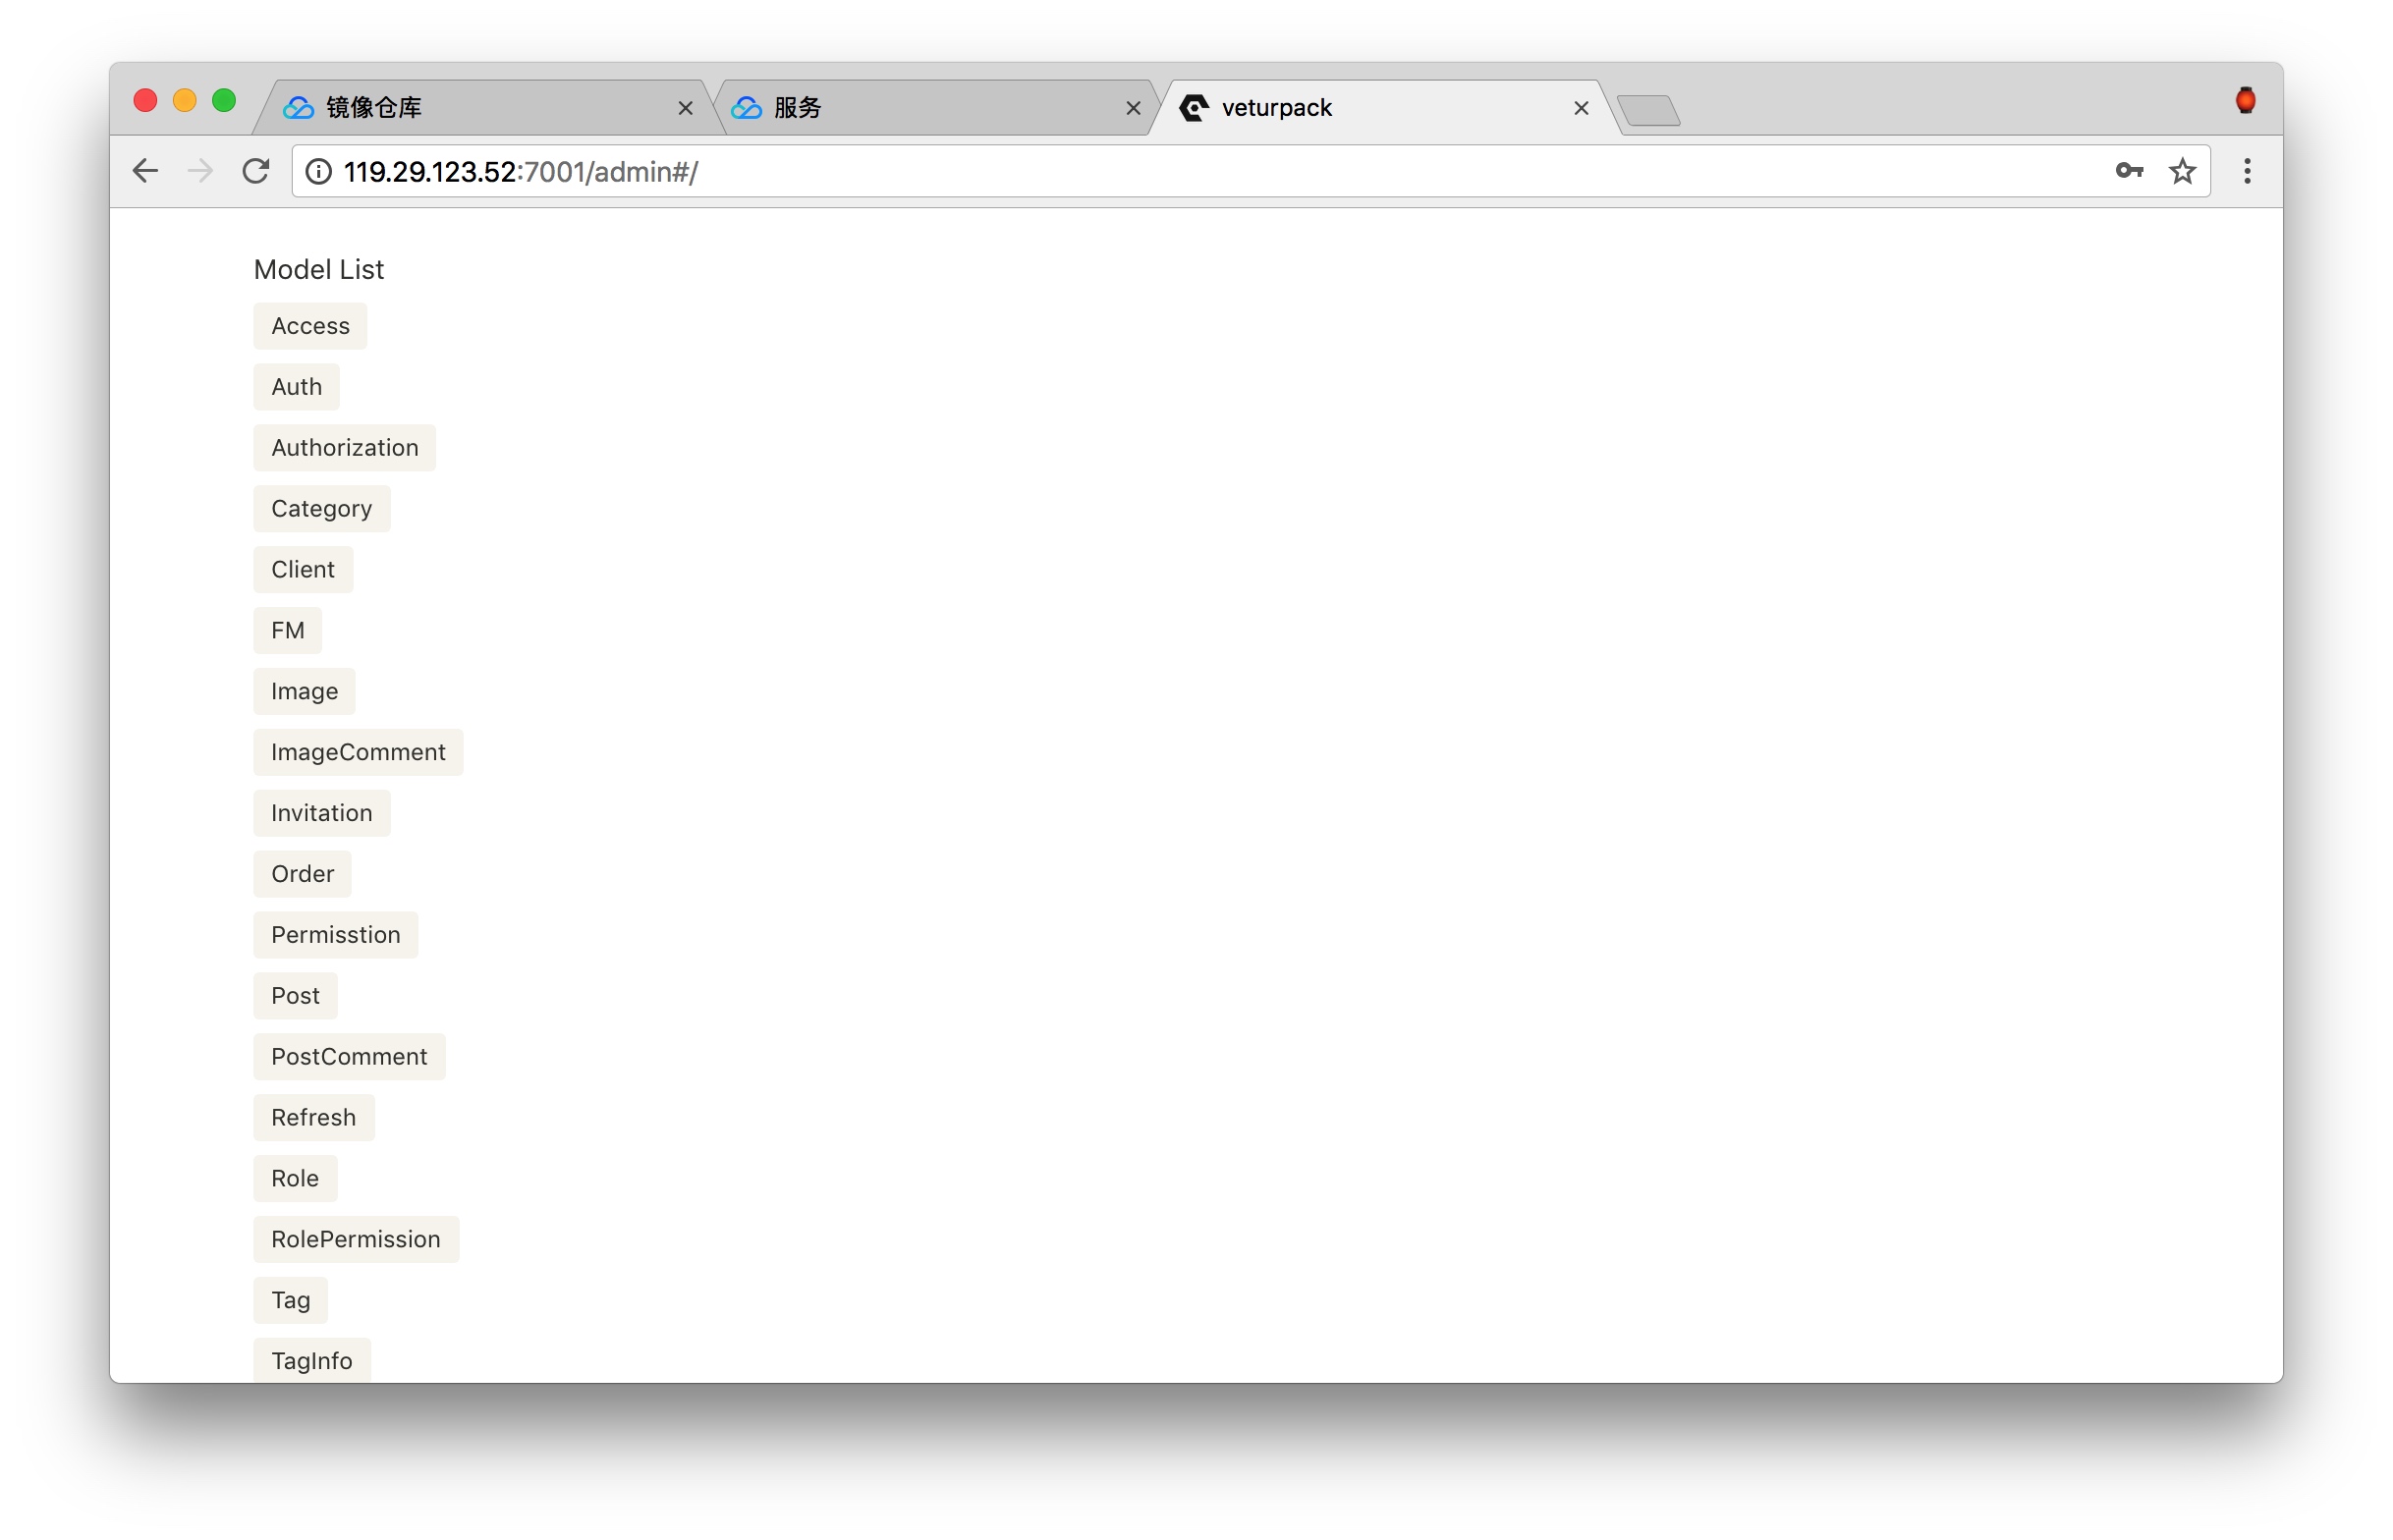 镜像仓库 服务 veturpack
119.29.123.52:7001/admin#/
Model List
Access
Auth
Authorization
Category
Client
FM
Image
ImageComment
Invitation
Order
Permisstion
Post
PostComment
Refresh
Role
RolePermission
Tag
TagInfo